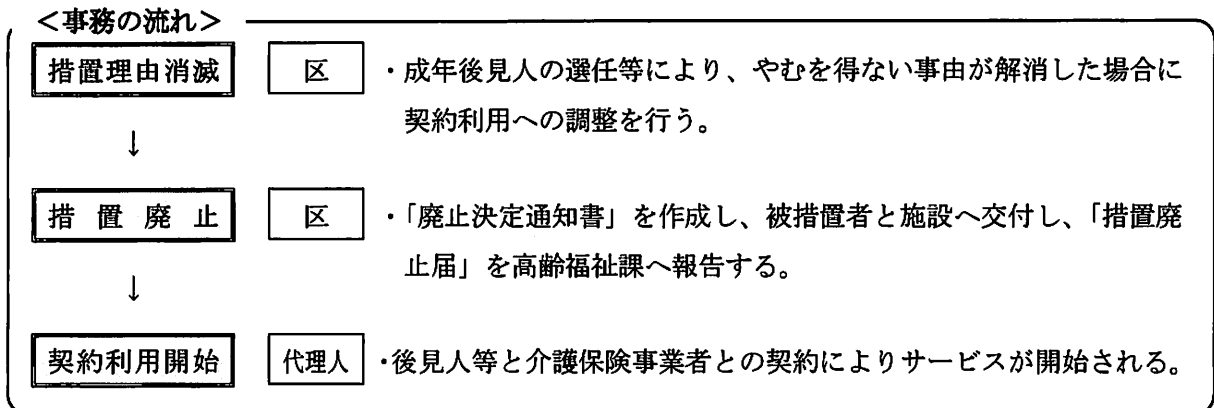 ＜事務の流れ＞
措置理由消滅 区 ・成年後見人の選任等により、やむを得ない事由が解消した場合に
契約利用への調整を行う。
↓
措置廃止 区 ・「廃止決定通知書」を作成し、被措置者と施設へ交付し、「措置廃
止届」を高齢福祉課へ報告する。
↓
契約利用開始 代理人 ・後見人等と介護保険事業者との契約によりサービスが開始される。